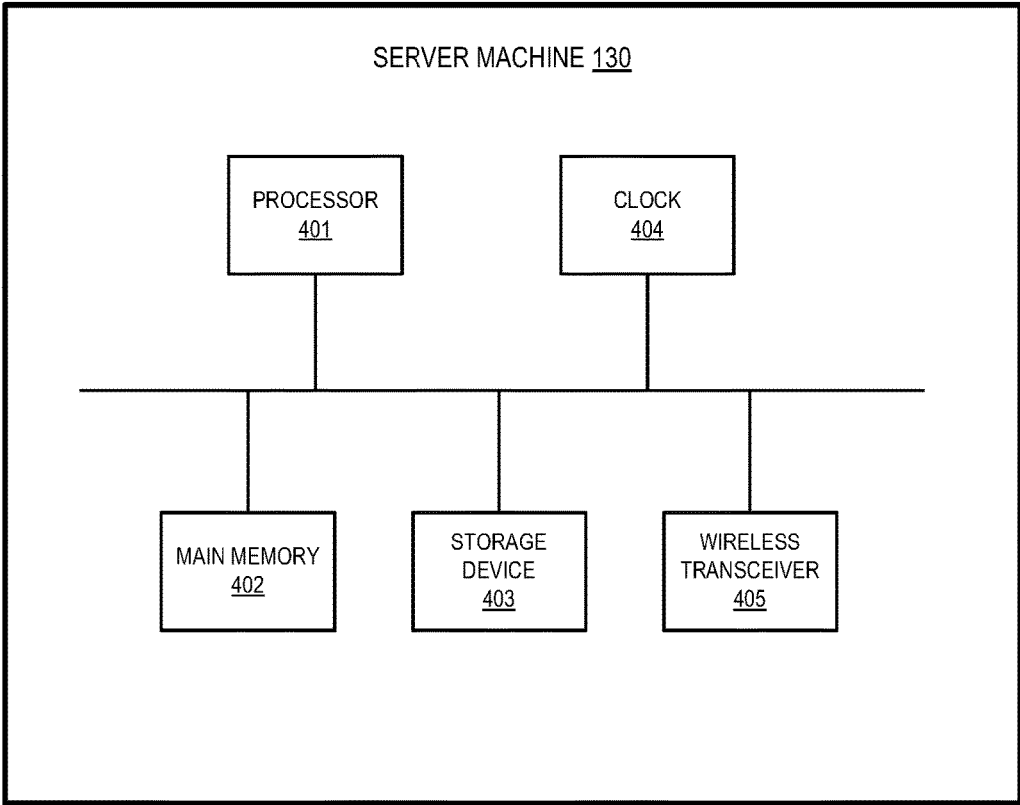 SERVER MACHINE 130
PROCESSOR
401
CLOCK
404
MAIN MEMORY
402
STORAGE
DEVICE
403
WIRELESS
TRANSCEIVER
405